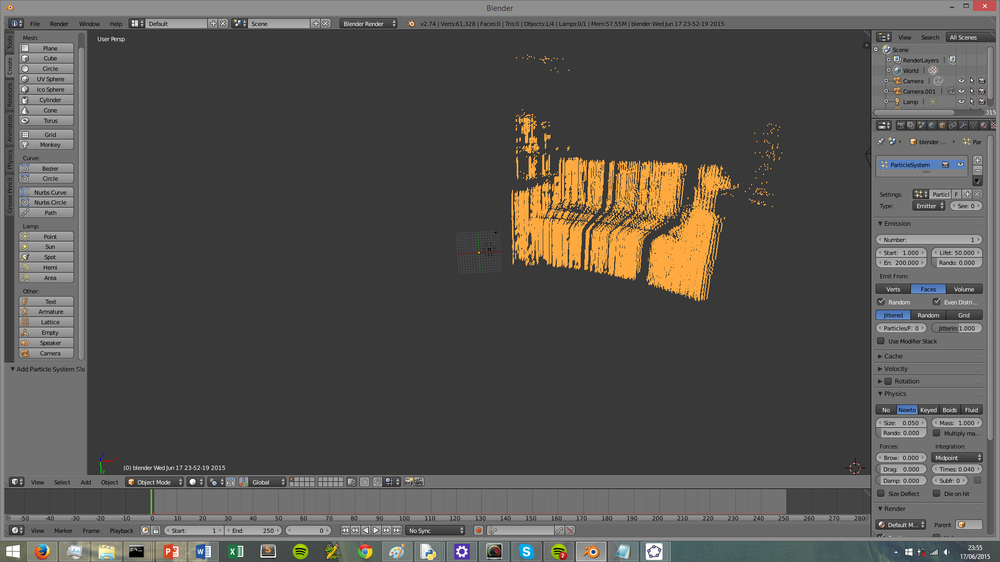 Blender
File Render Window Help Default Scene Blender Render v2.74 | Verts:61,328 | Faces:0 | Tris:0 | Objects:1/4 | Lamps:0/1 | Mem:57.55M | blender Wed Jun 17 23-52-19 2015
User Persp
Tools
Create
Relations
Animation
Physics
Grease Pencil
Mesh:
Plane
Cube
Circle
UV Sphere
Ico Sphere
Cylinder
Cone
Torus
Grid
Monkey
Curve:
Bezier
Circle
Nurbs Curve
Nurbs Circle
Path
Lamp:
Point
Sun
Spot
Hemi
Area
Other:
Text
Armature
Lattice
Empty
Speaker
Camera
Add Particle System Slo
z
x
y
(0) blender Wed Jun 17 23-52-19 2015
View Select Add Object Object Mode Global
View Search All Scenes
Scene
RenderLayers |
World |
Camera |
Camera.001 |
Lamp |
015
blender ... Par
ParticleSystem
Settings: Particl F
Type: Emitter See: 0
Emission
Number: 1
Start: 1.000 Lifet: 50.000
En: 200.000 Rando: 0.000
Emit From:
Verts Faces Volume
Random Even Distri...
Jittered Random Grid
Particles/F: 0 Jitterin: 1.000
Use Modifier Stack
Cache
Velocity
Rotation
Physics
No Newto Keyed Boids Fluid
Size: 0.050 Mass: 1.000
Rando: 0.000 Multiply ma...
Forces: Integration:
Brow: 0.000 Midpoint
Drag: 0.000 Times: 0.040
Damp: 0.000 Subfr: 0
Size Deflect Die on hit
Render
Default M... Parent
-50 -40 -30 -20 -10 0 10 20 30 40 50 60 70 80 90 100 110 120 130 140 150 160 170 180 190 200 210 220 230 240 250 260 270 280
View Marker Frame Playback Start: 1 End: 250 0 No Sync
2
23:55
17/06/2015